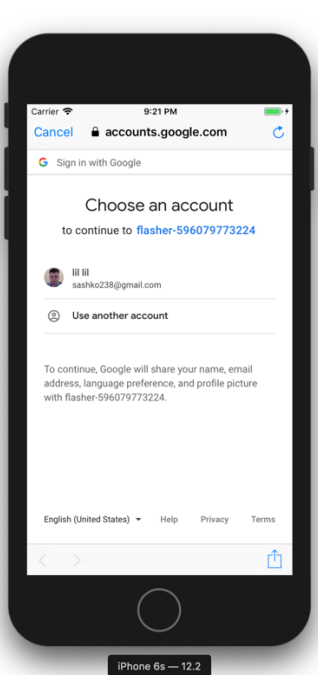 Carrier 9:21 PM
Cancel accounts.google.com
G Sign in with Google
Choose an account
to continue to flasher-596079773224
lil lil
sashko238@gmail.com
Use another account
To continue, Google will share your name, email
address, language preference, and profile picture
with flasher-596079773224.
English (United States) Help Privacy Terms
iPhone 6s — 12.2